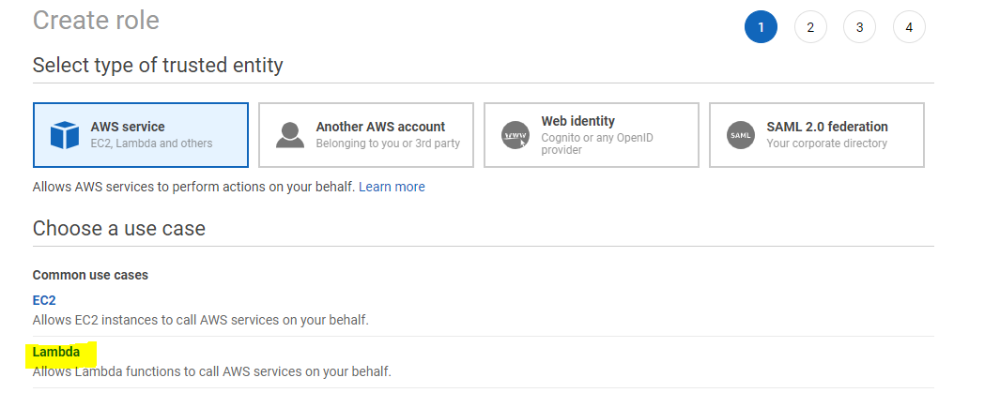 Create role
1 2 3 4
Select type of trusted entity
AWS service
EC2, Lambda and others
Another AWS account
Belonging to you or 3rd party
www
Web identity
Cognito or any OpenID
provider
SAML
SAML 2.0 federation
Your corporate directory
Allows AWS services to perform actions on your behalf. Learn more
Choose a use case
Common use cases
EC2
Allows EC2 instances to call AWS services on your behalf.
Lambda
Allows Lambda functions to call AWS services on your behalf.